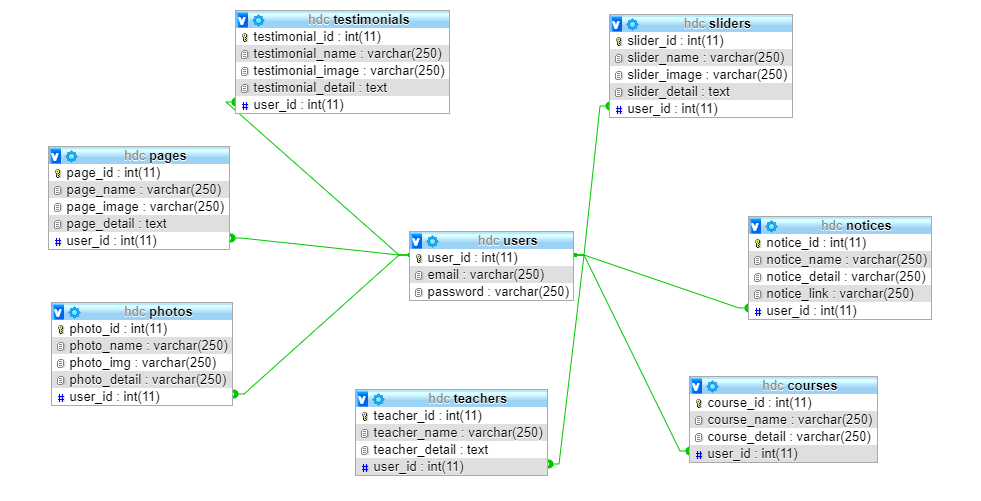 hdc testimonials
testimonial_id : int(11)
testimonial_name : varchar(250)
testimonial_image : varchar(250)
testimonial_detail : text
user_id : int(11)
hdc sliders
slider_id : int(11)
slider_name : varchar(250)
slider_image : varchar(250)
slider_detail : text
user_id : int(11)
hdc pages
page_id : int(11)
page_name : varchar(250)
page_image : varchar(250)
page_detail : text
user_id : int(11)
hdc users
user_id : int(11)
email : varchar(250)
password : varchar(250)
hdc notices
notice_id : int(11)
notice_name : varchar(250)
notice_detail : varchar(250)
notice_link : varchar(250)
user_id : int(11)
hdc photos
photo_id : int(11)
photo_name : varchar(250)
photo_img : varchar(250)
photo_detail : varchar(250)
user_id : int(11)
hdc teachers
teacher_id : int(11)
teacher_name : varchar(250)
teacher_detail : text
user_id : int(11)
hdc courses
course_id : int(11)
course_name : varchar(250)
course_detail : varchar(250)
user_id : int(11)